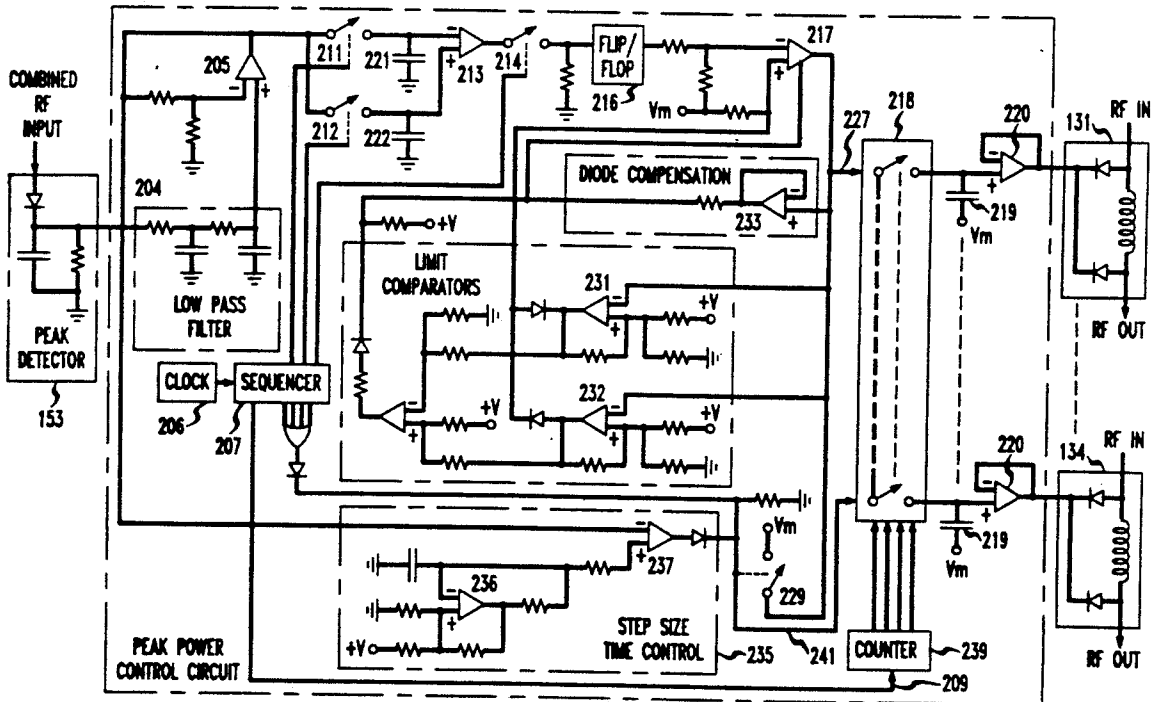 COMBINED
RF
INPUT
205
211
221
213
214
FLIP/
FLOP
216
217
212
222
Vm
218
227
220
131
RF IN
204
DIODE COMPENSATION
233
219
Vm
+V
LIMIT
COMPARATORS
231
+V
LOW PASS
FILTER
PEAK
DETECTOR
153
RF OUT
CLOCK
206
SEQUENCER
207
232
+V
+V
220
134
RF IN
219
Vm
237
Vm
229
236
+V
STEP SIZE
TIME CONTROL
235
241
COUNTER
239
209
PEAK POWER
CONTROL CIRCUIT
RF OUT
-
+
-
+
-
+
-
+
-
+
-
+
-
+
-
+
-
+
-
+
-
+